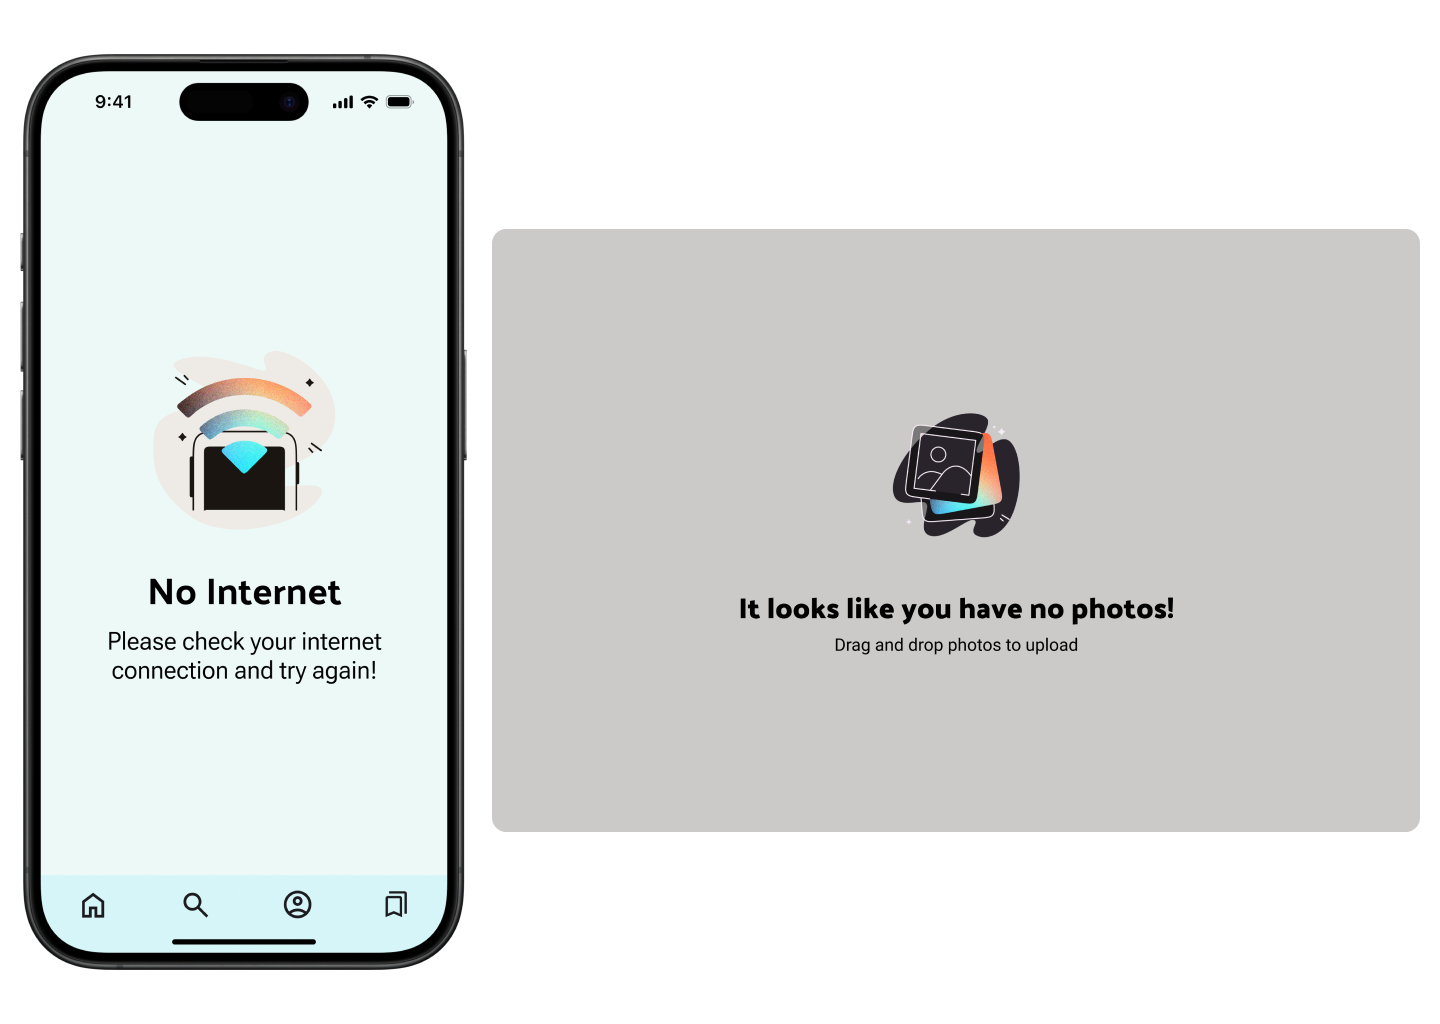 9:41
No Internet
Please check your internet
connection and try again!
It looks like you have no photos!
Drag and drop photos to upload